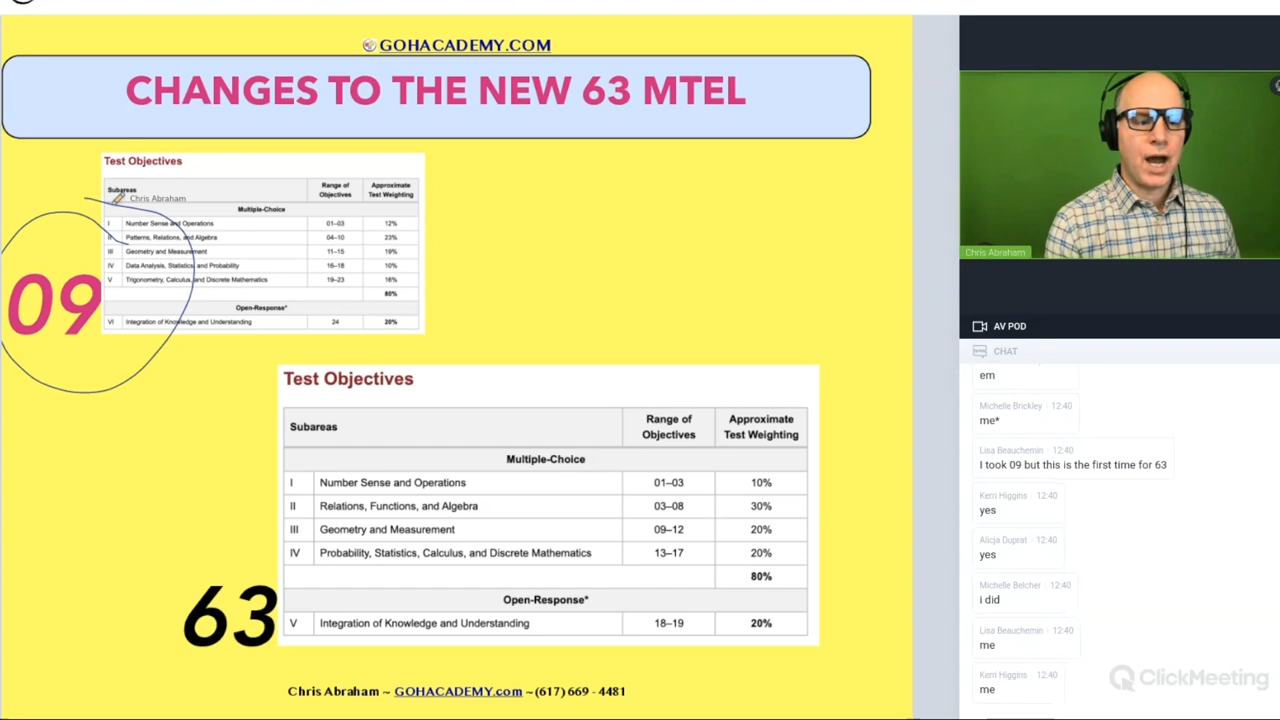 GOHACADEMY.COM
CHANGES TO THE NEW 63 MTEL
Test Objectives
Subareas Range of Objectives Approximate Test Weighting
Chris Abraham
Multiple-Choice
I Number Sense and Operations 01–03 12%
II Patterns, Relations, and Algebra 04–10 23%
III Geometry and Measurement 11–15 19%
IV Data Analysis, Statistics, and Probability 16–18 10%
V Trigonometry, Calculus, and Discrete Mathematics 19–23 16%
80%
Open-Response*
VI Integration of Knowledge and Understanding 24 20%
09
Test Objectives
Subareas Range of Objectives Approximate Test Weighting
Multiple-Choice
I Number Sense and Operations 01–03 10%
II Relations, Functions, and Algebra 03–08 30%
III Geometry and Measurement 09–12 20%
IV Probability, Statistics, Calculus, and Discrete Mathematics 13–17 20%
80%
Open-Response*
V Integration of Knowledge and Understanding 18–19 20%
63
Chris Abraham ~ GOHACADEMY.com ~ (617) 669 - 4481
Chris Abraham
AV POD
CHAT
em
Michelle Brickley 12:40
me*
Lisa Beauchemin 12:40
I took 09 but this is the first time for 63
Kerri Higgins 12:40
yes
Alicja Duprat 12:40
yes
Michelle Belcher 12:40
i did
Lisa Beauchemin 12:40
me
Kerri Higgins 12:40
me
ClickMeeting